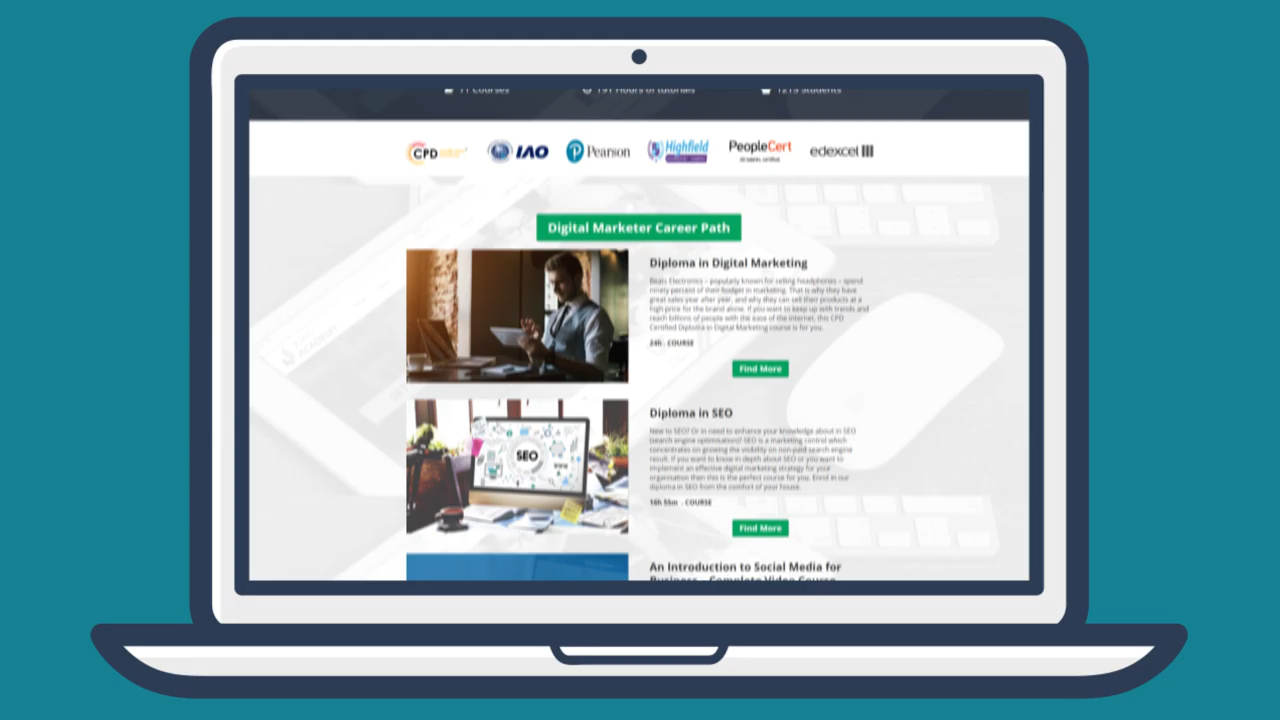 11 Courses
191 Hours of tutorials
1215 Students
CPD
IAO
Pearson
Highfield
PeopleCert
edexcel
Digital Marketer Career Path
Diploma in Digital Marketing
Beats Electronics – popularly known for selling headphones – spend
ninety percent of their budget in marketing. That is why they have
great sales year after year, and why they can sell their products at a
high price for the brand alone. If you want to keep up with trends and
reach billions of people with the ease of the internet, this CPD
Certified Diploma in Digital Marketing course is for you.
24h . COURSE
Find More
SEO
WWW
Diploma in SEO
New to SEO? Or in need to enhance your knowledge about in SEO
(search engine optimisation)? SEO is a marketing control which
concentrates on growing the visibility on non-paid search engine
result. If you want to know in depth about SEO or you want to
implement an effective digital marketing strategy for your
organisation then this is the perfect course for you. Enrol in our
diploma in SEO from the comfort of your house.
16h 55m . COURSE
Find More
An Introduction to Social Media for
Business – Complete Video Course
ACADEMY